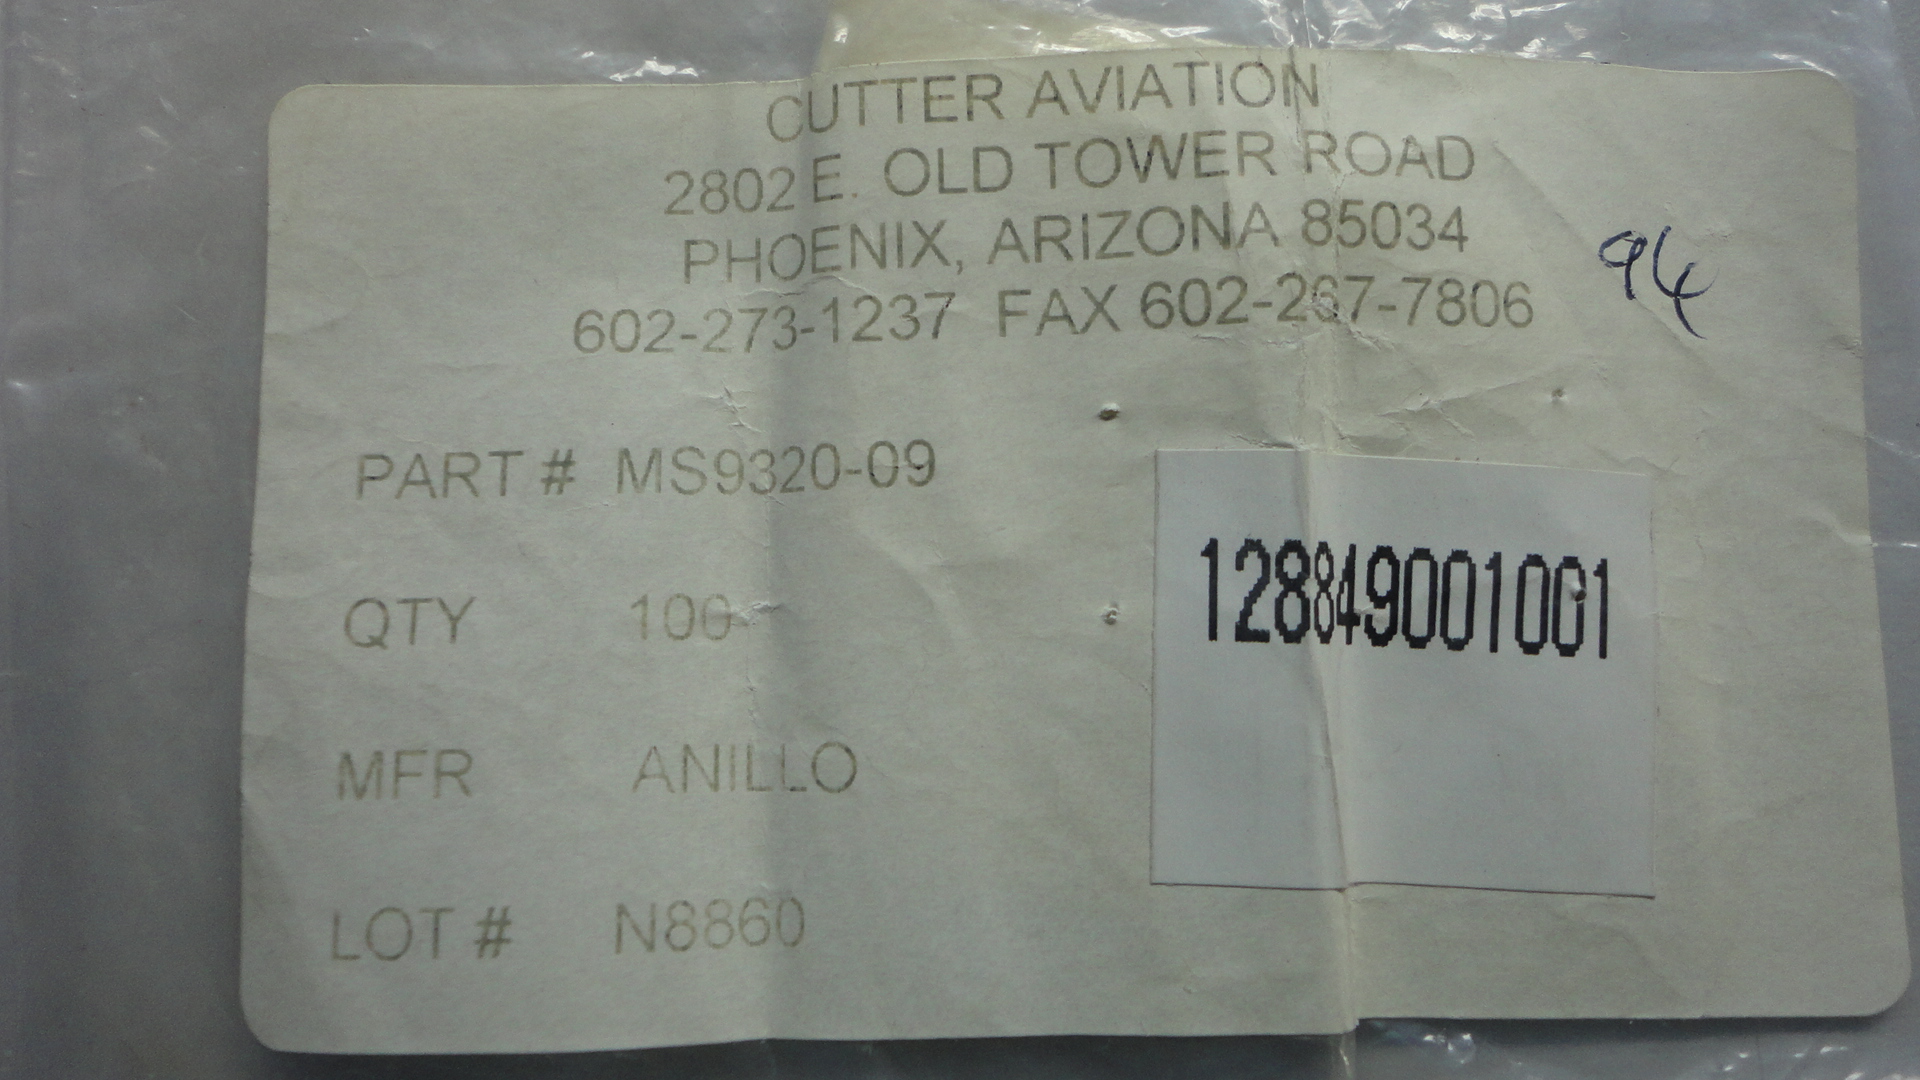 CUTTER AVIATION
2802 E. OLD TOWER ROAD
PHOENIX, ARIZONA 85034
602-273-1237 FAX 602-267-7806
94
PART # MS9320-09
QTY 100
128849001001
MFR ANILLO
LOT # N8860